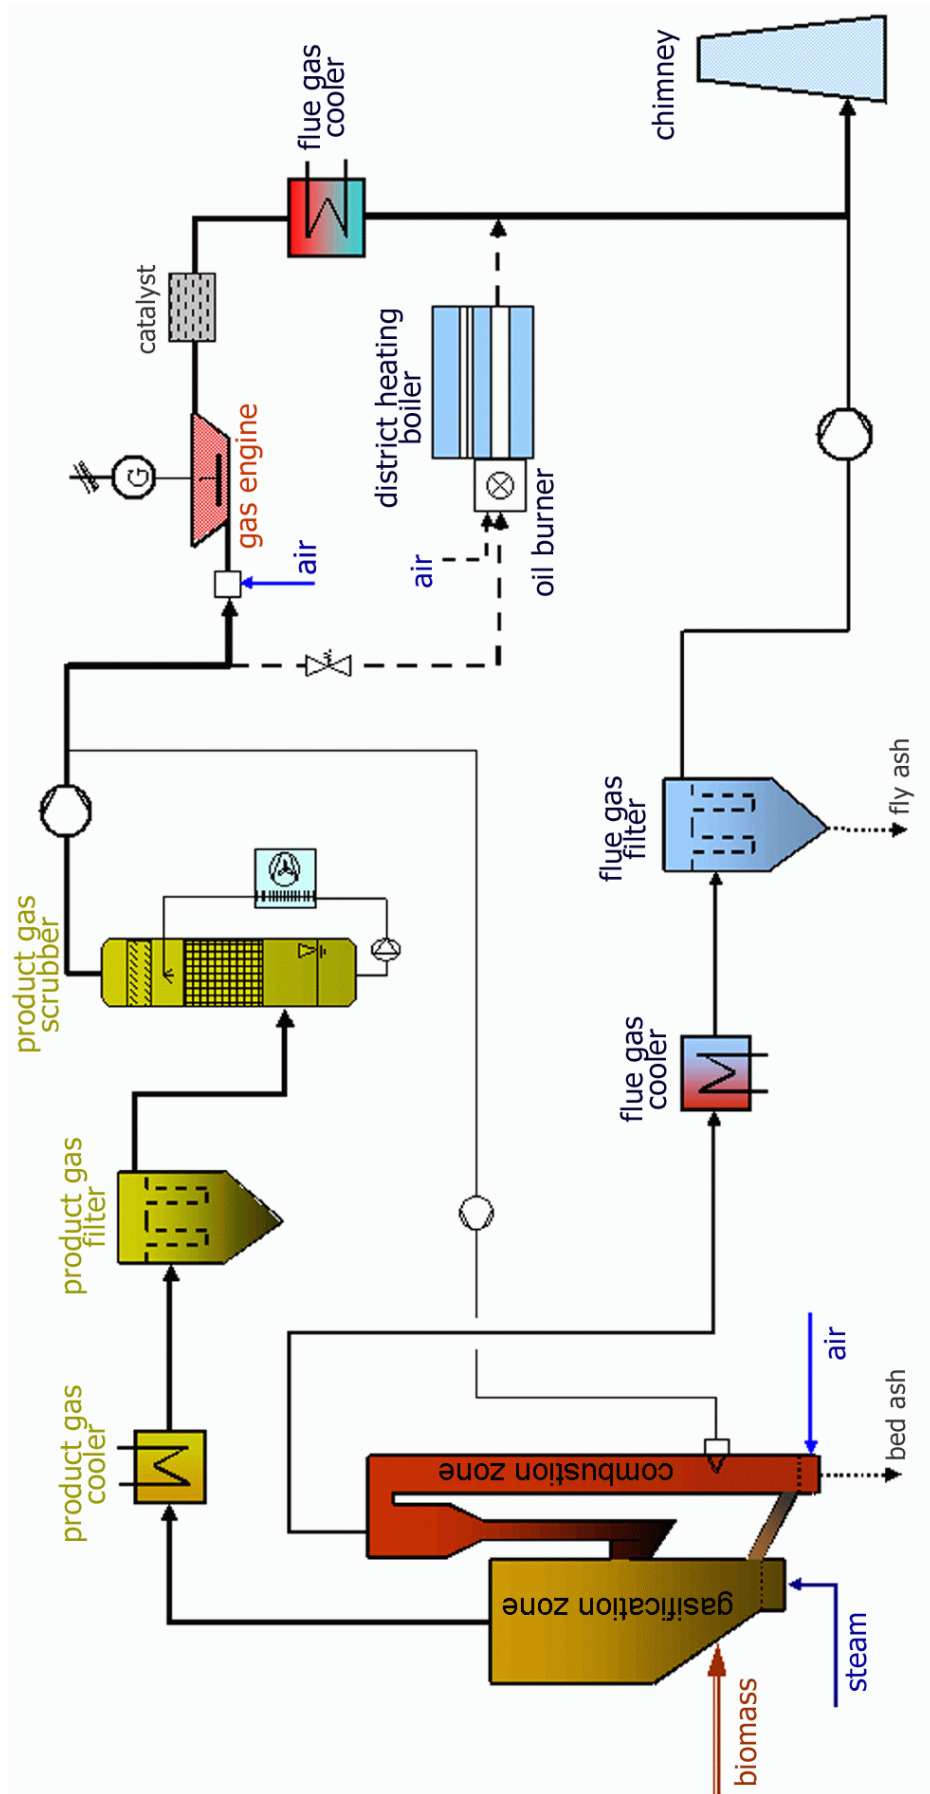 product gas
cooler
product gas
filter
product gas
scrubber
air
gas engine
G
catalyst
flue gas
cooler
chimney
district heating
boiler
oil burner
air
flue gas
cooler
flue gas
filter
fly ash
gasification zone
combustion zone
biomass
steam
air
bed ash